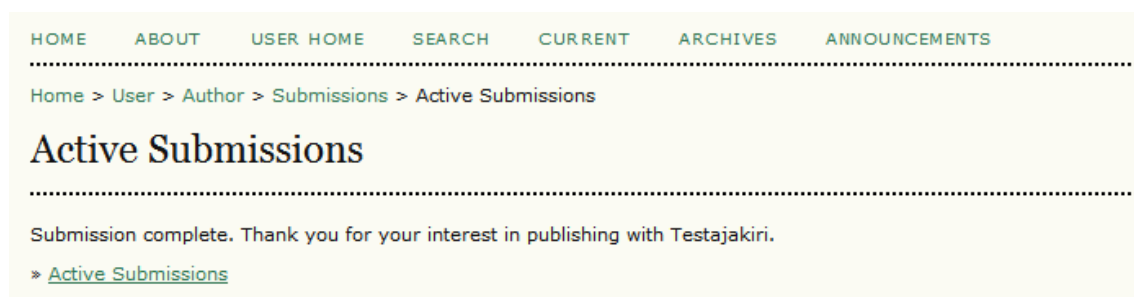 HOME ABOUT USER HOME SEARCH CURRENT ARCHIVES ANNOUNCEMENTS
Home > User > Author > Submissions > Active Submissions
Active Submissions
Submission complete. Thank you for your interest in publishing with Testajakiri.
» Active Submissions